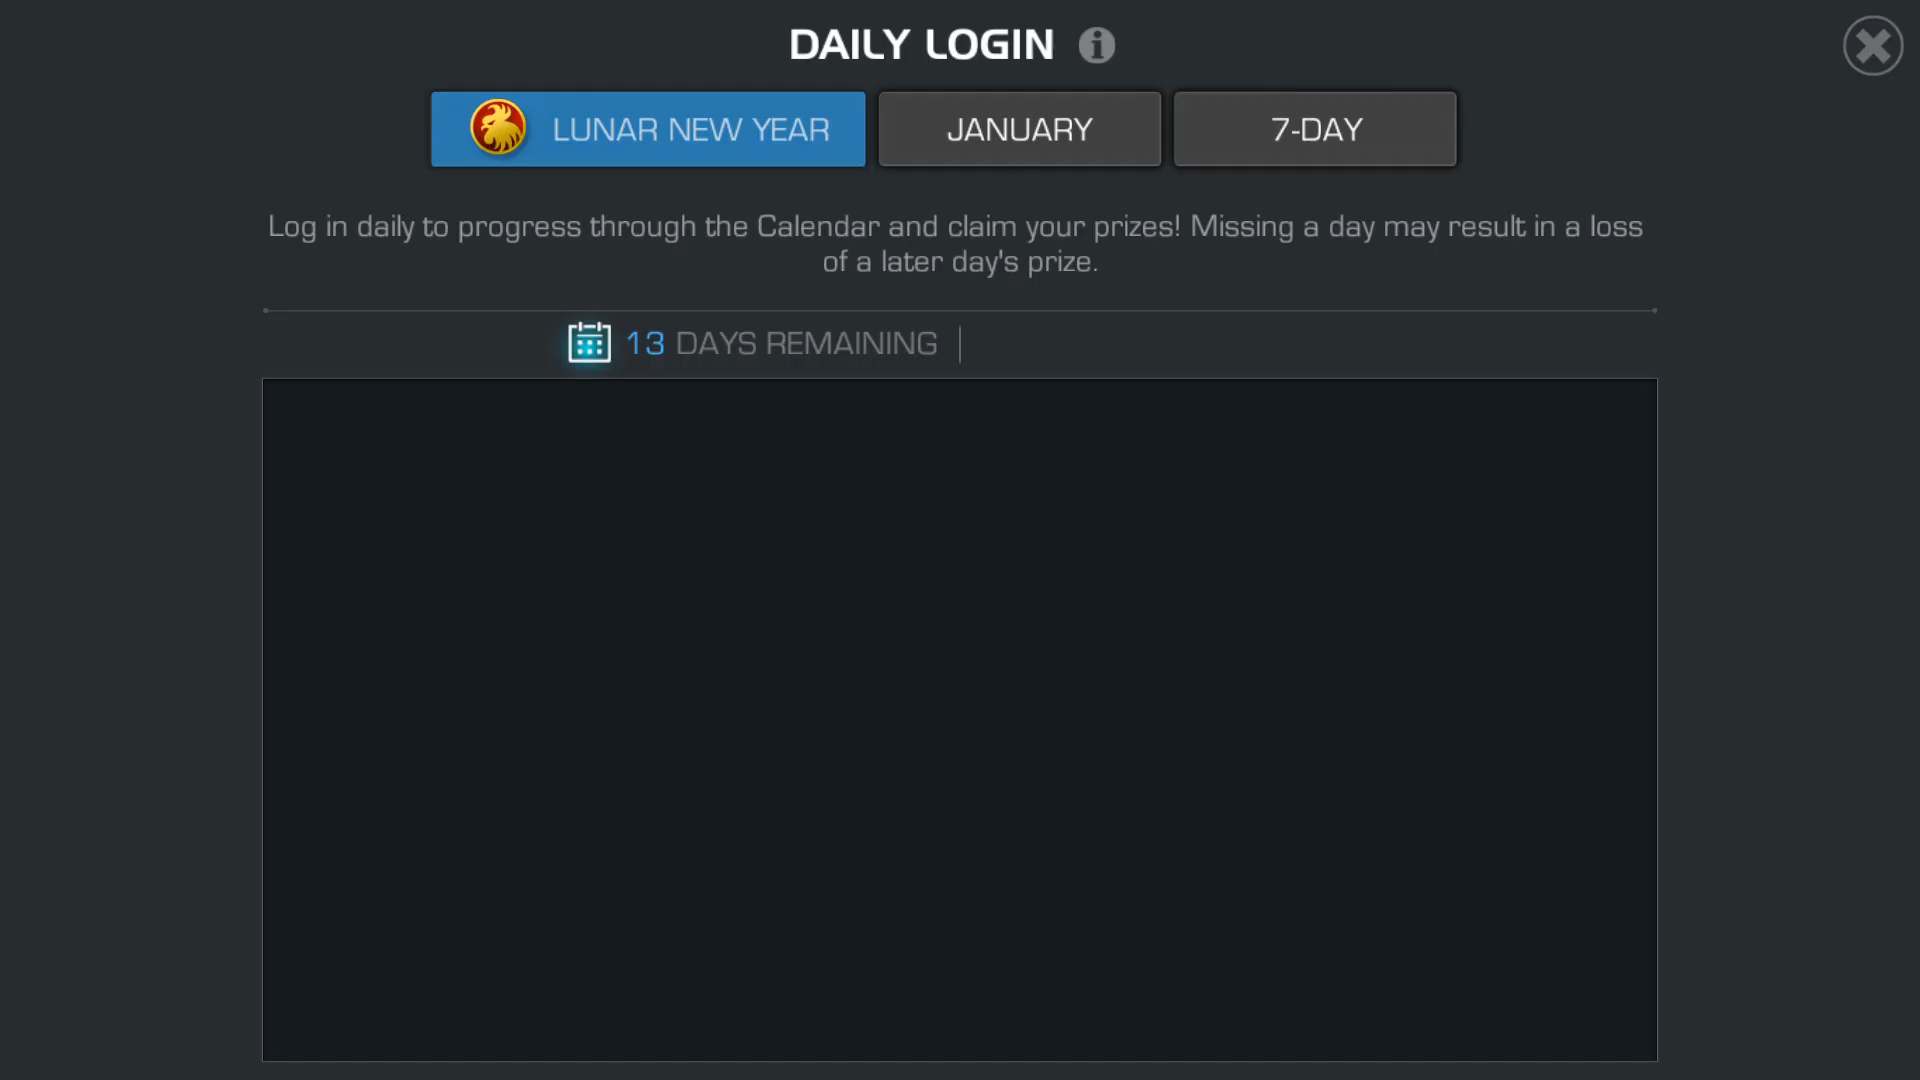 DAILY LOGIN
LUNAR NEW YEAR
JANUARY
7-DAY
Log in daily to progress through the Calendar and claim your prizes! Missing a day may result in a loss
of a later day's prize.
13 DAYS REMAINING